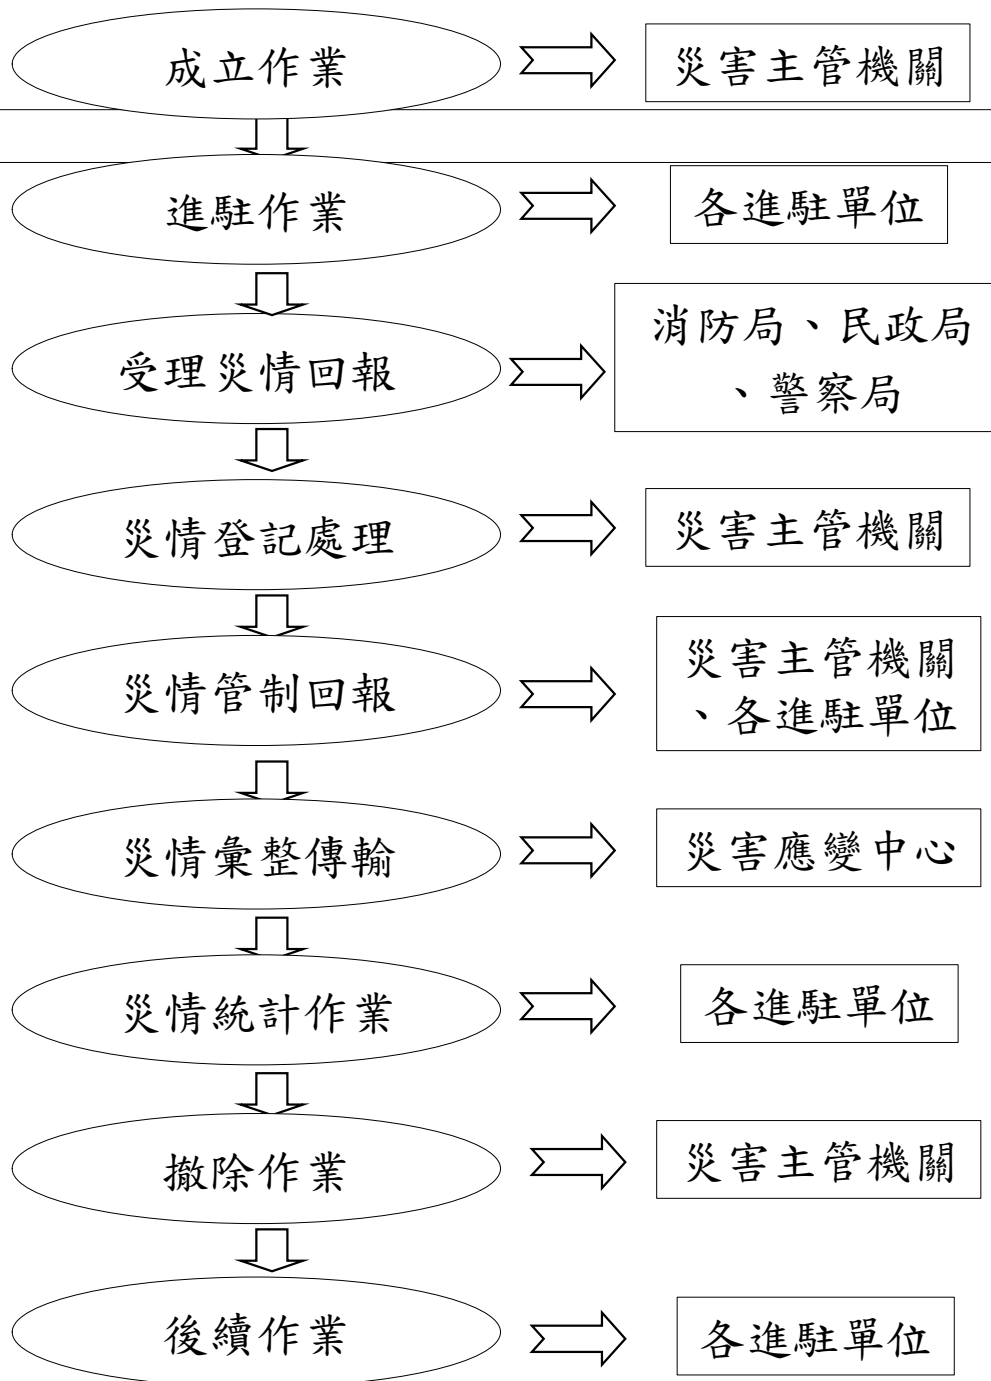 成立作業
災害主管機關
進駐作業
各進駐單位
受理災情回報
消防局、民政局
、警察局
災情登記處理
災害主管機關
災情管制回報
災害主管機關
、各進駐單位
災情彙整傳輸
災害應變中心
災情統計作業
各進駐單位
撤除作業
災害主管機關
後續作業
各進駐單位